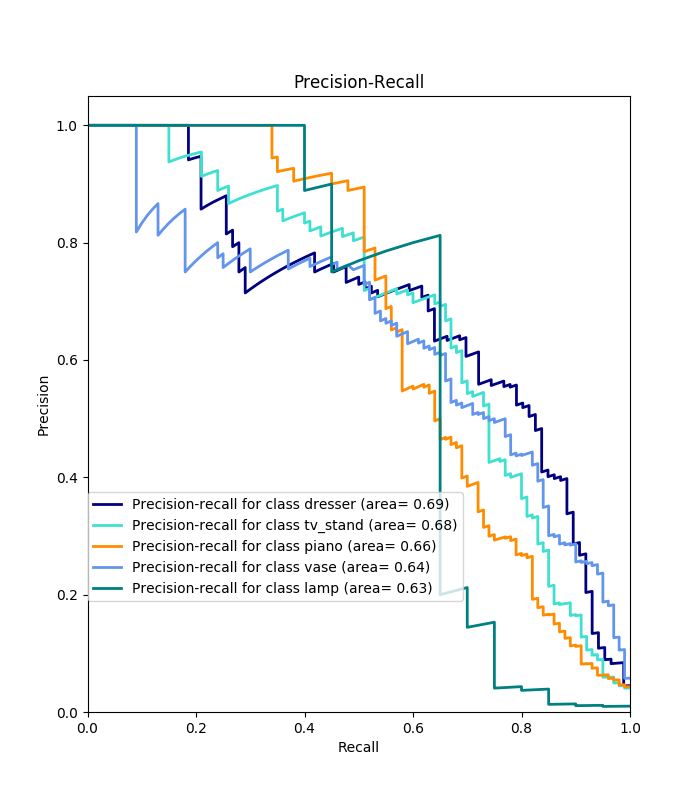 Precision-Recall
1.0
0.8
0.6
0.4
0.2
0.0
Precision
Precision-recall for class dresser (area= 0.69)
Precision-recall for class tv_stand (area= 0.68)
Precision-recall for class piano (area= 0.66)
Precision-recall for class vase (area= 0.64)
Precision-recall for class lamp (area= 0.63)
0.0 0.2 0.4 0.6 0.8 1.0
Recall